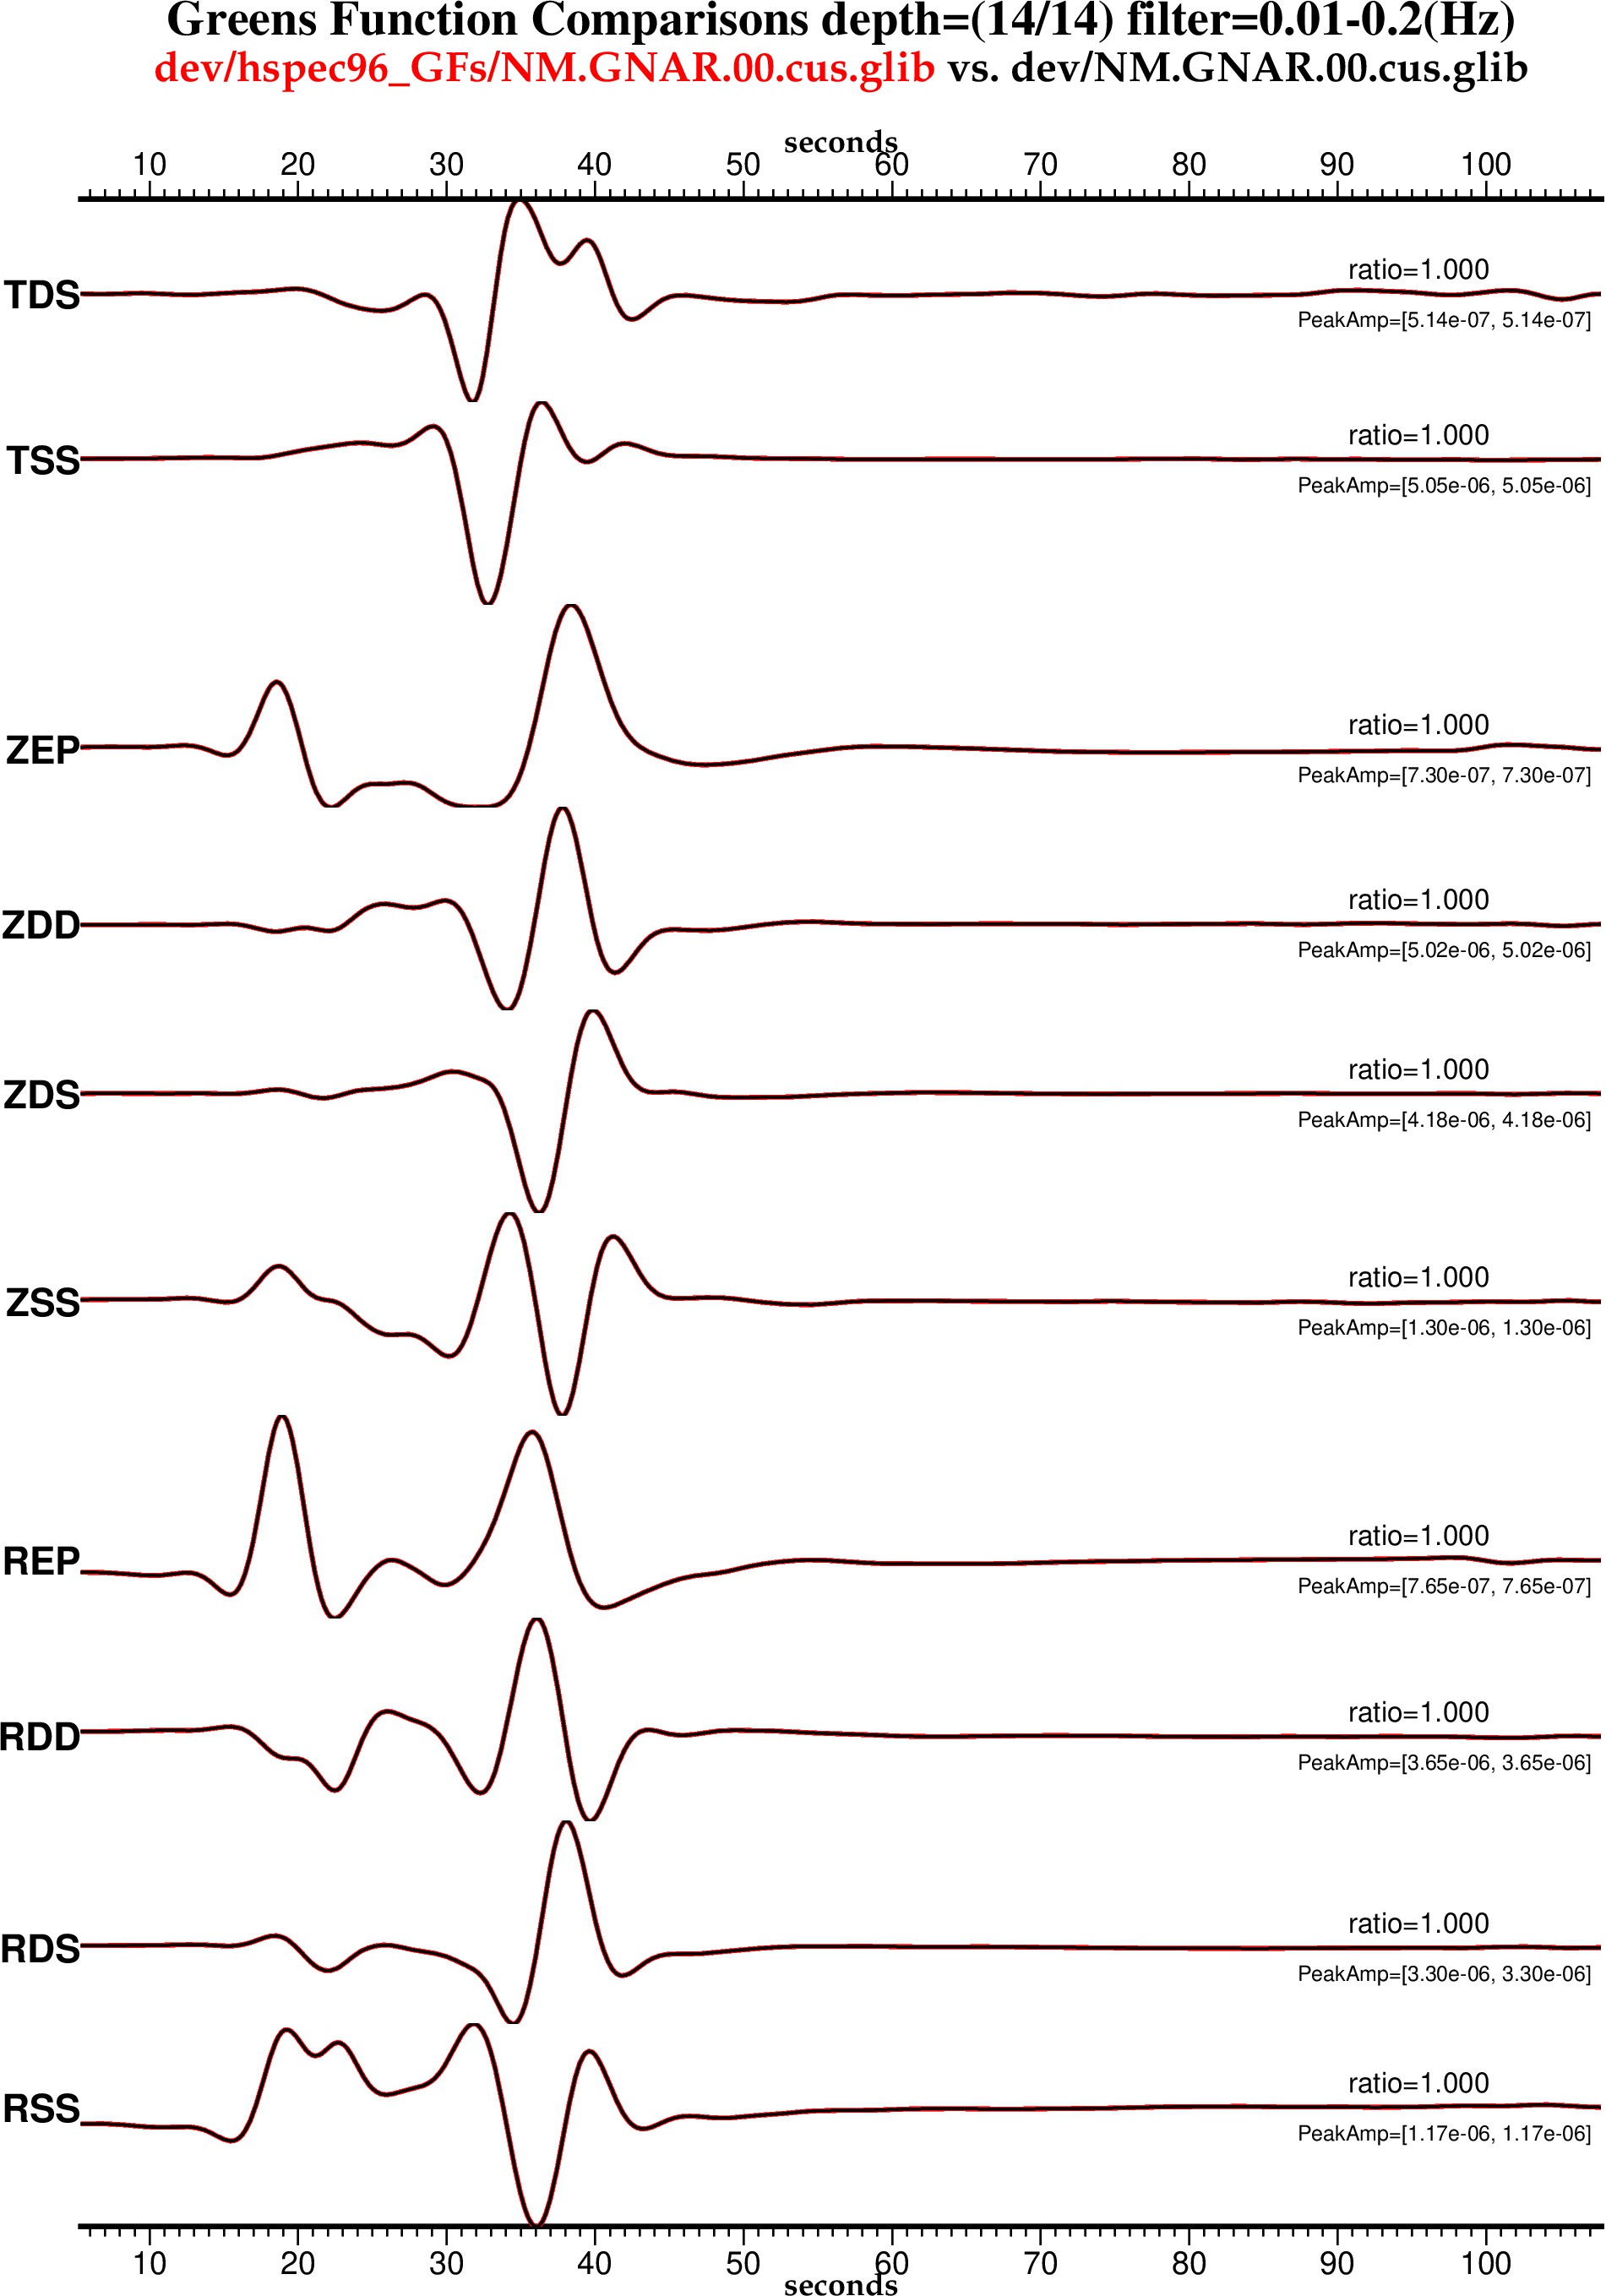 Greens Function Comparisons depth=(14/14) filter=0.01-0.2(Hz)
dev/hspec96_GFs/NM.GNAR.00.cus.glib vs. dev/NM.GNAR.00.cus.glib
seconds
10 20 30 40 50 60 70 80 90 100
TDS
ratio=1.000
PeakAmp=[5.14e-07, 5.14e-07]
TSS
ratio=1.000
PeakAmp=[5.05e-06, 5.05e-06]
ZEP
ratio=1.000
PeakAmp=[7.30e-07, 7.30e-07]
ZDD
ratio=1.000
PeakAmp=[5.02e-06, 5.02e-06]
ZDS
ratio=1.000
PeakAmp=[4.18e-06, 4.18e-06]
ZSS
ratio=1.000
PeakAmp=[1.30e-06, 1.30e-06]
REP
ratio=1.000
PeakAmp=[7.65e-07, 7.65e-07]
RDD
ratio=1.000
PeakAmp=[3.65e-06, 3.65e-06]
RDS
ratio=1.000
PeakAmp=[3.30e-06, 3.30e-06]
RSS
ratio=1.000
PeakAmp=[1.17e-06, 1.17e-06]
10 20 30 40 50 60 70 80 90 100
seconds